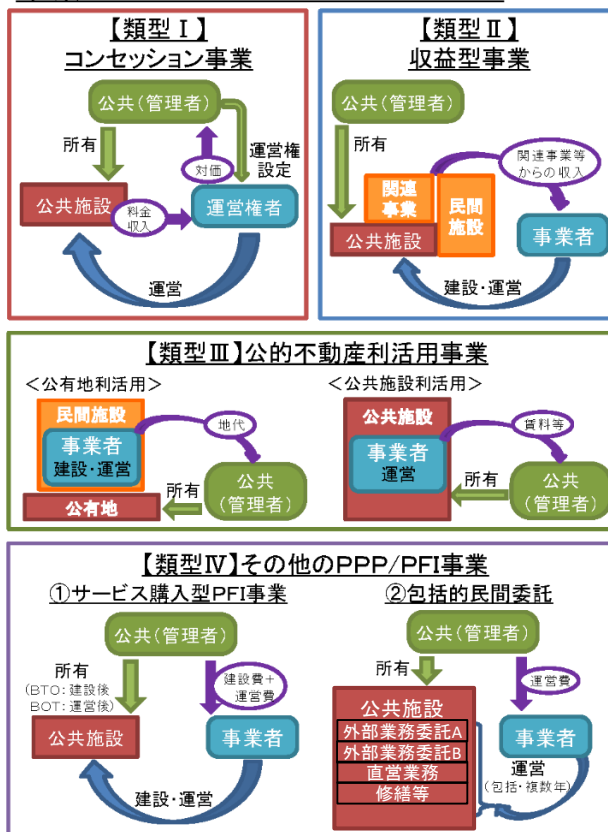 【類型Ⅰ】
コンセッション事業
公共(管理者)
所有
対価
運営権
設定
公共施設
料金
収入
運営権者
運営
【類型Ⅱ】
収益型事業
公共(管理者)
所有
関連事業等
からの収入
関連
事業
民間
施設
公共施設
事業者
建設・運営
【類型Ⅲ】公的不動産利活用事業
<公有地利活用>
民間施設
事業者
建設・運営
地代
公有地
所有
公共
(管理者)
<公共施設利活用>
公共施設
事業者
運営
賃料等
所有
公共
(管理者)
【類型Ⅳ】その他のPPP/PFI事業
①サービス購入型PFI事業
公共(管理者)
所有
(BTO:建設後
BOT:運営後)
建設費+
運営費
公共施設
事業者
建設・運営
②包括的民間委託
公共(管理者)
所有
運営費
公共施設
外部業務委託A
外部業務委託B
直営業務
修繕等
事業者
運営
(包括・複数年)